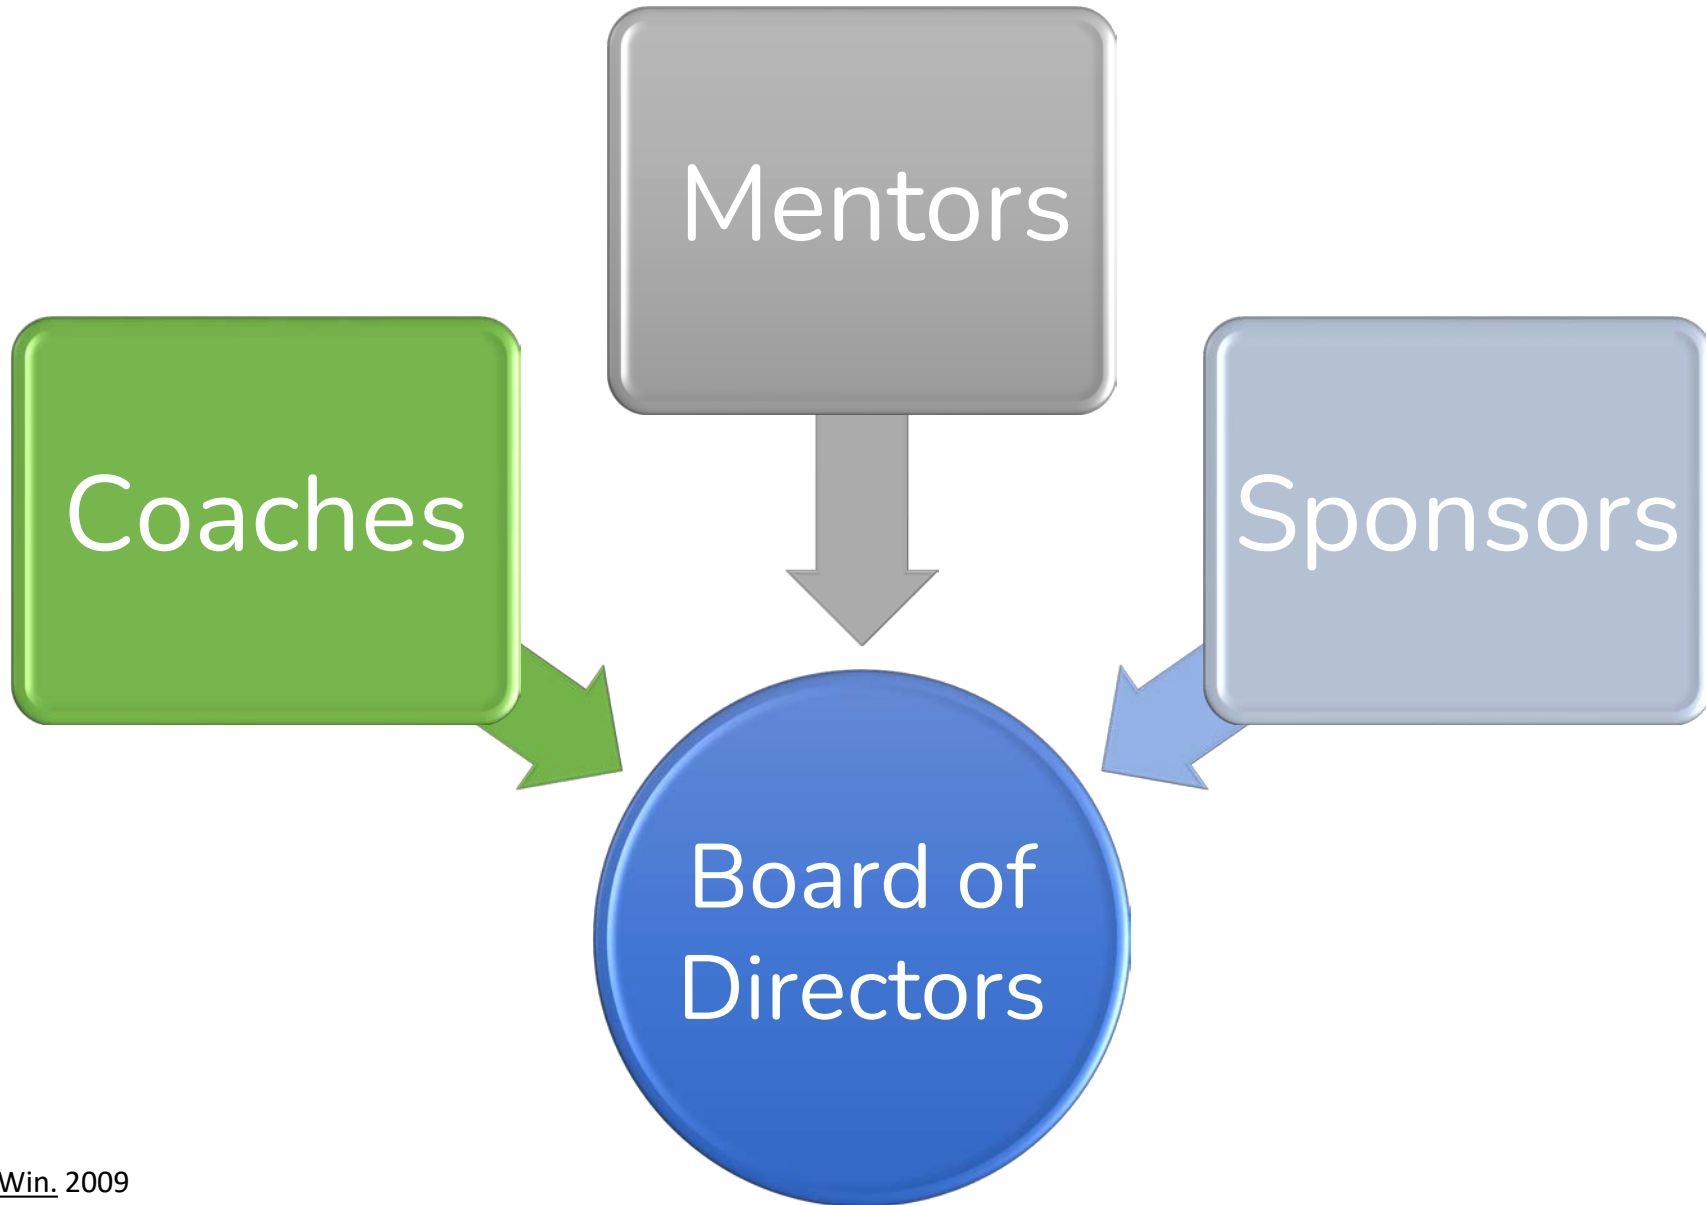 Mentors
Coaches
Sponsors
Board of
Directors
Win. 2009